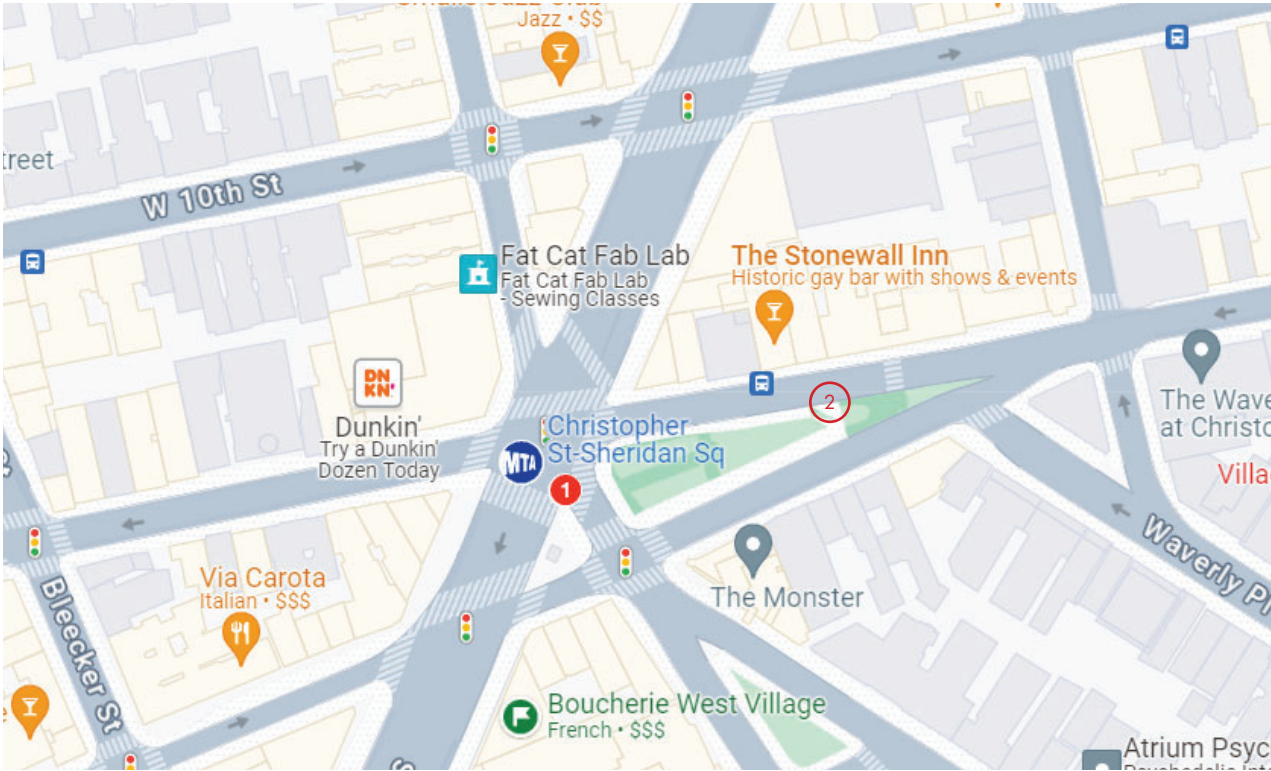 Jazz • $$
W 10th St
Fat Cat Fab Lab
Fat Cat Fab Lab
- Sewing Classes
The Stonewall Inn
Historic gay bar with shows & events
DN
KN'
Dunkin'
Try a Dunkin'
Dozen Today
Christopher
St-Sheridan Sq
MTA
1
2
The Wave
at Christo
Villa
Waverly Pl
The Monster
Via Carota
Italian • $$$
Bleecker St
Boucherie West Village
French • $$$
Atrium Psyc